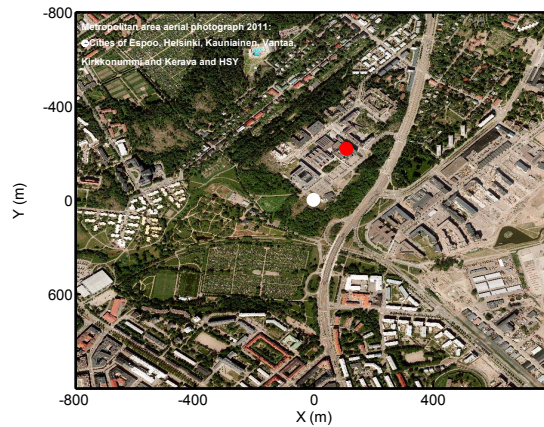 Metropolitan area aerial photograph 2011:
©Cities of Espoo, Helsinki, Kauniainen, Vantaa,
Kirkkonummi and Kerava and HSY
-800
-400
0
600
Y (m)
-800
-400
0
400
X (m)